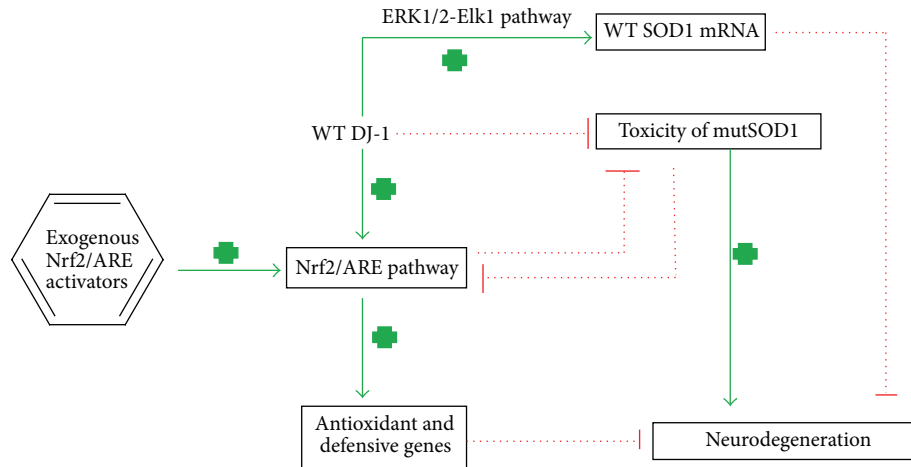 ERK1/2-Elk1 pathway
WT SOD1 mRNA
WT DJ-1
Toxicity of mutSOD1
Exogenous
Nrf2/ARE
activators
Nrf2/ARE pathway
Antioxidant and
defensive genes
Neurodegeneration